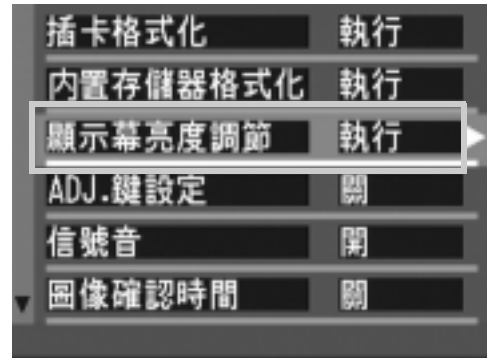 插卡格式化 執行
内置存儲器格式化 執行
顯示幕亮度調節 執行
ADJ.鍵設定 關
信號音 開
圖像確認時間 關